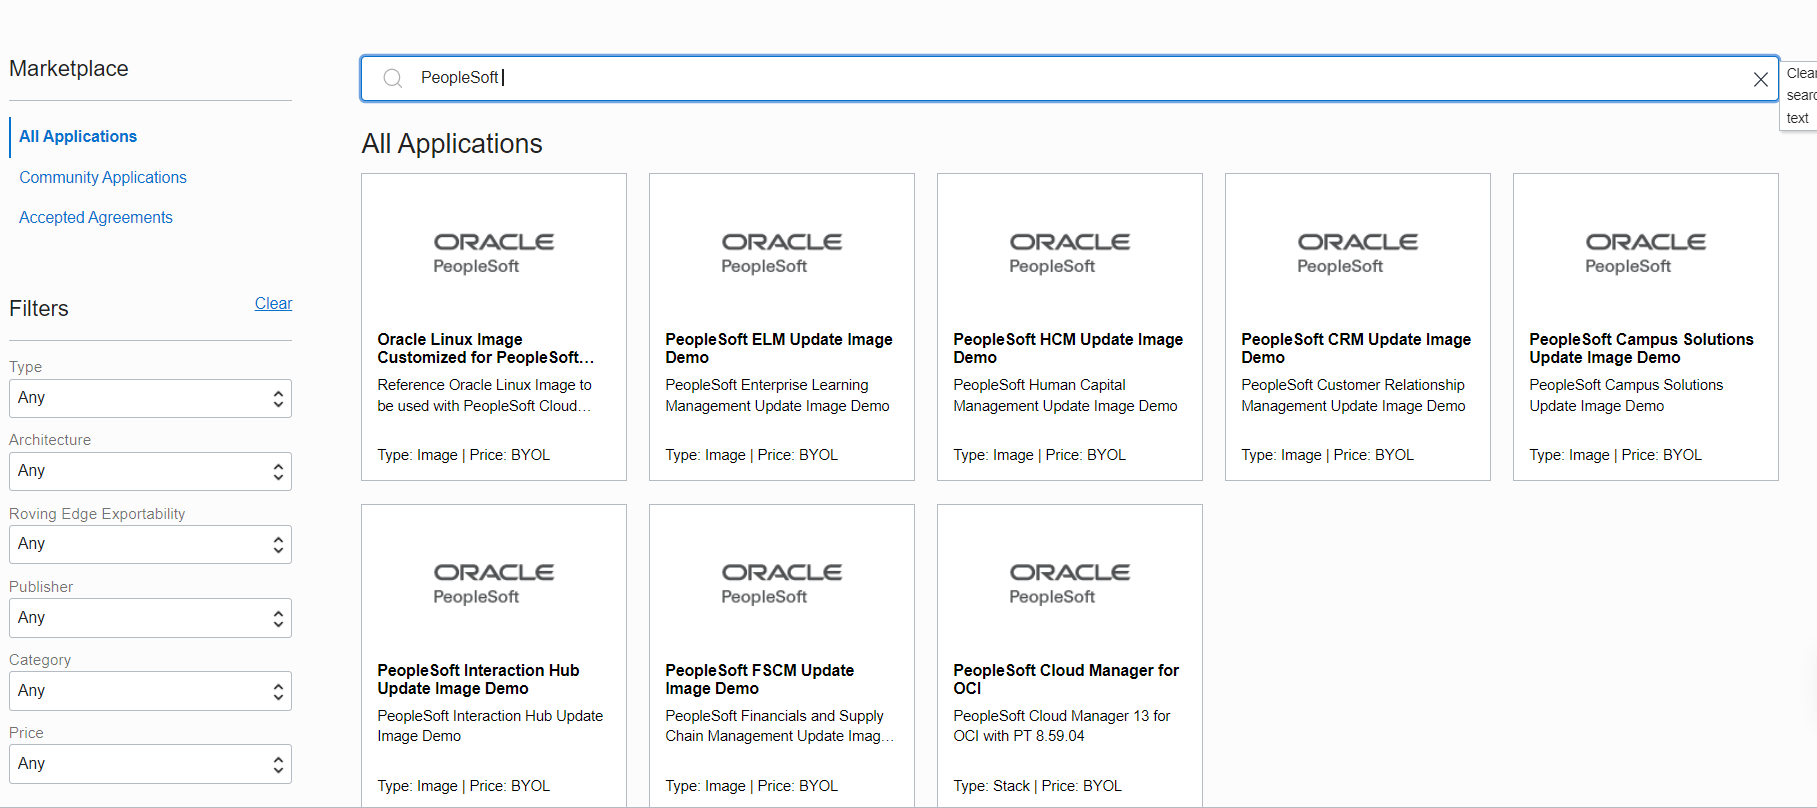 Marketplace
All Applications
Community Applications
Accepted Agreements
Filters
Clear
Type
Any
Architecture
Any
Roving Edge Exportability
Any
Publisher
Any
Category
Any
Price
Any
PeopleSoft
Clear
searc
text
All Applications
ORACLE
PeopleSoft
Oracle Linux Image
Customized for PeopleSoft...
Reference Oracle Linux Image to
be used with PeopleSoft Cloud...
Type: Image | Price: BYOL
ORACLE
PeopleSoft
PeopleSoft ELM Update Image
Demo
PeopleSoft Enterprise Learning
Management Update Image Demo
Type: Image | Price: BYOL
ORACLE
PeopleSoft
PeopleSoft HCM Update Image
Demo
PeopleSoft Human Capital
Management Update Image Demo
Type: Image | Price: BYOL
ORACLE
PeopleSoft
PeopleSoft CRM Update Image
Demo
PeopleSoft Customer Relationship
Management Update Image Demo
Type: Image | Price: BYOL
ORACLE
PeopleSoft
PeopleSoft Campus Solutions
Update Image Demo
PeopleSoft Campus Solutions
Update Image Demo
Type: Image | Price: BYOL
ORACLE
PeopleSoft
PeopleSoft Interaction Hub
Update Image Demo
PeopleSoft Interaction Hub Update
Image Demo
Type: Image | Price: BYOL
ORACLE
PeopleSoft
PeopleSoft FSCM Update
Image Demo
PeopleSoft Financials and Supply
Chain Management Update Imag...
Type: Image | Price: BYOL
ORACLE
PeopleSoft
PeopleSoft Cloud Manager for
OCI
PeopleSoft Cloud Manager 13 for
OCI with PT 8.59.04
Type: Stack | Price: BYOL